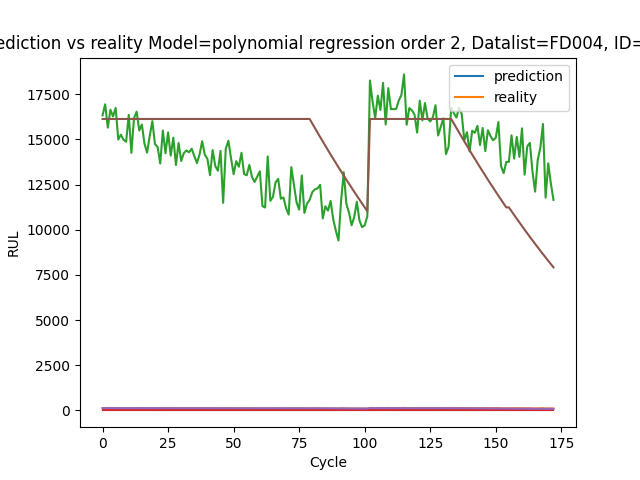 ediction vs reality Model=polynomial regression order 2, Datalist=FD004, ID=
prediction
reality
17500
15000
12500
10000
7500
5000
2500
0
RUL
0 25 50 75 100 125 150 175
Cycle